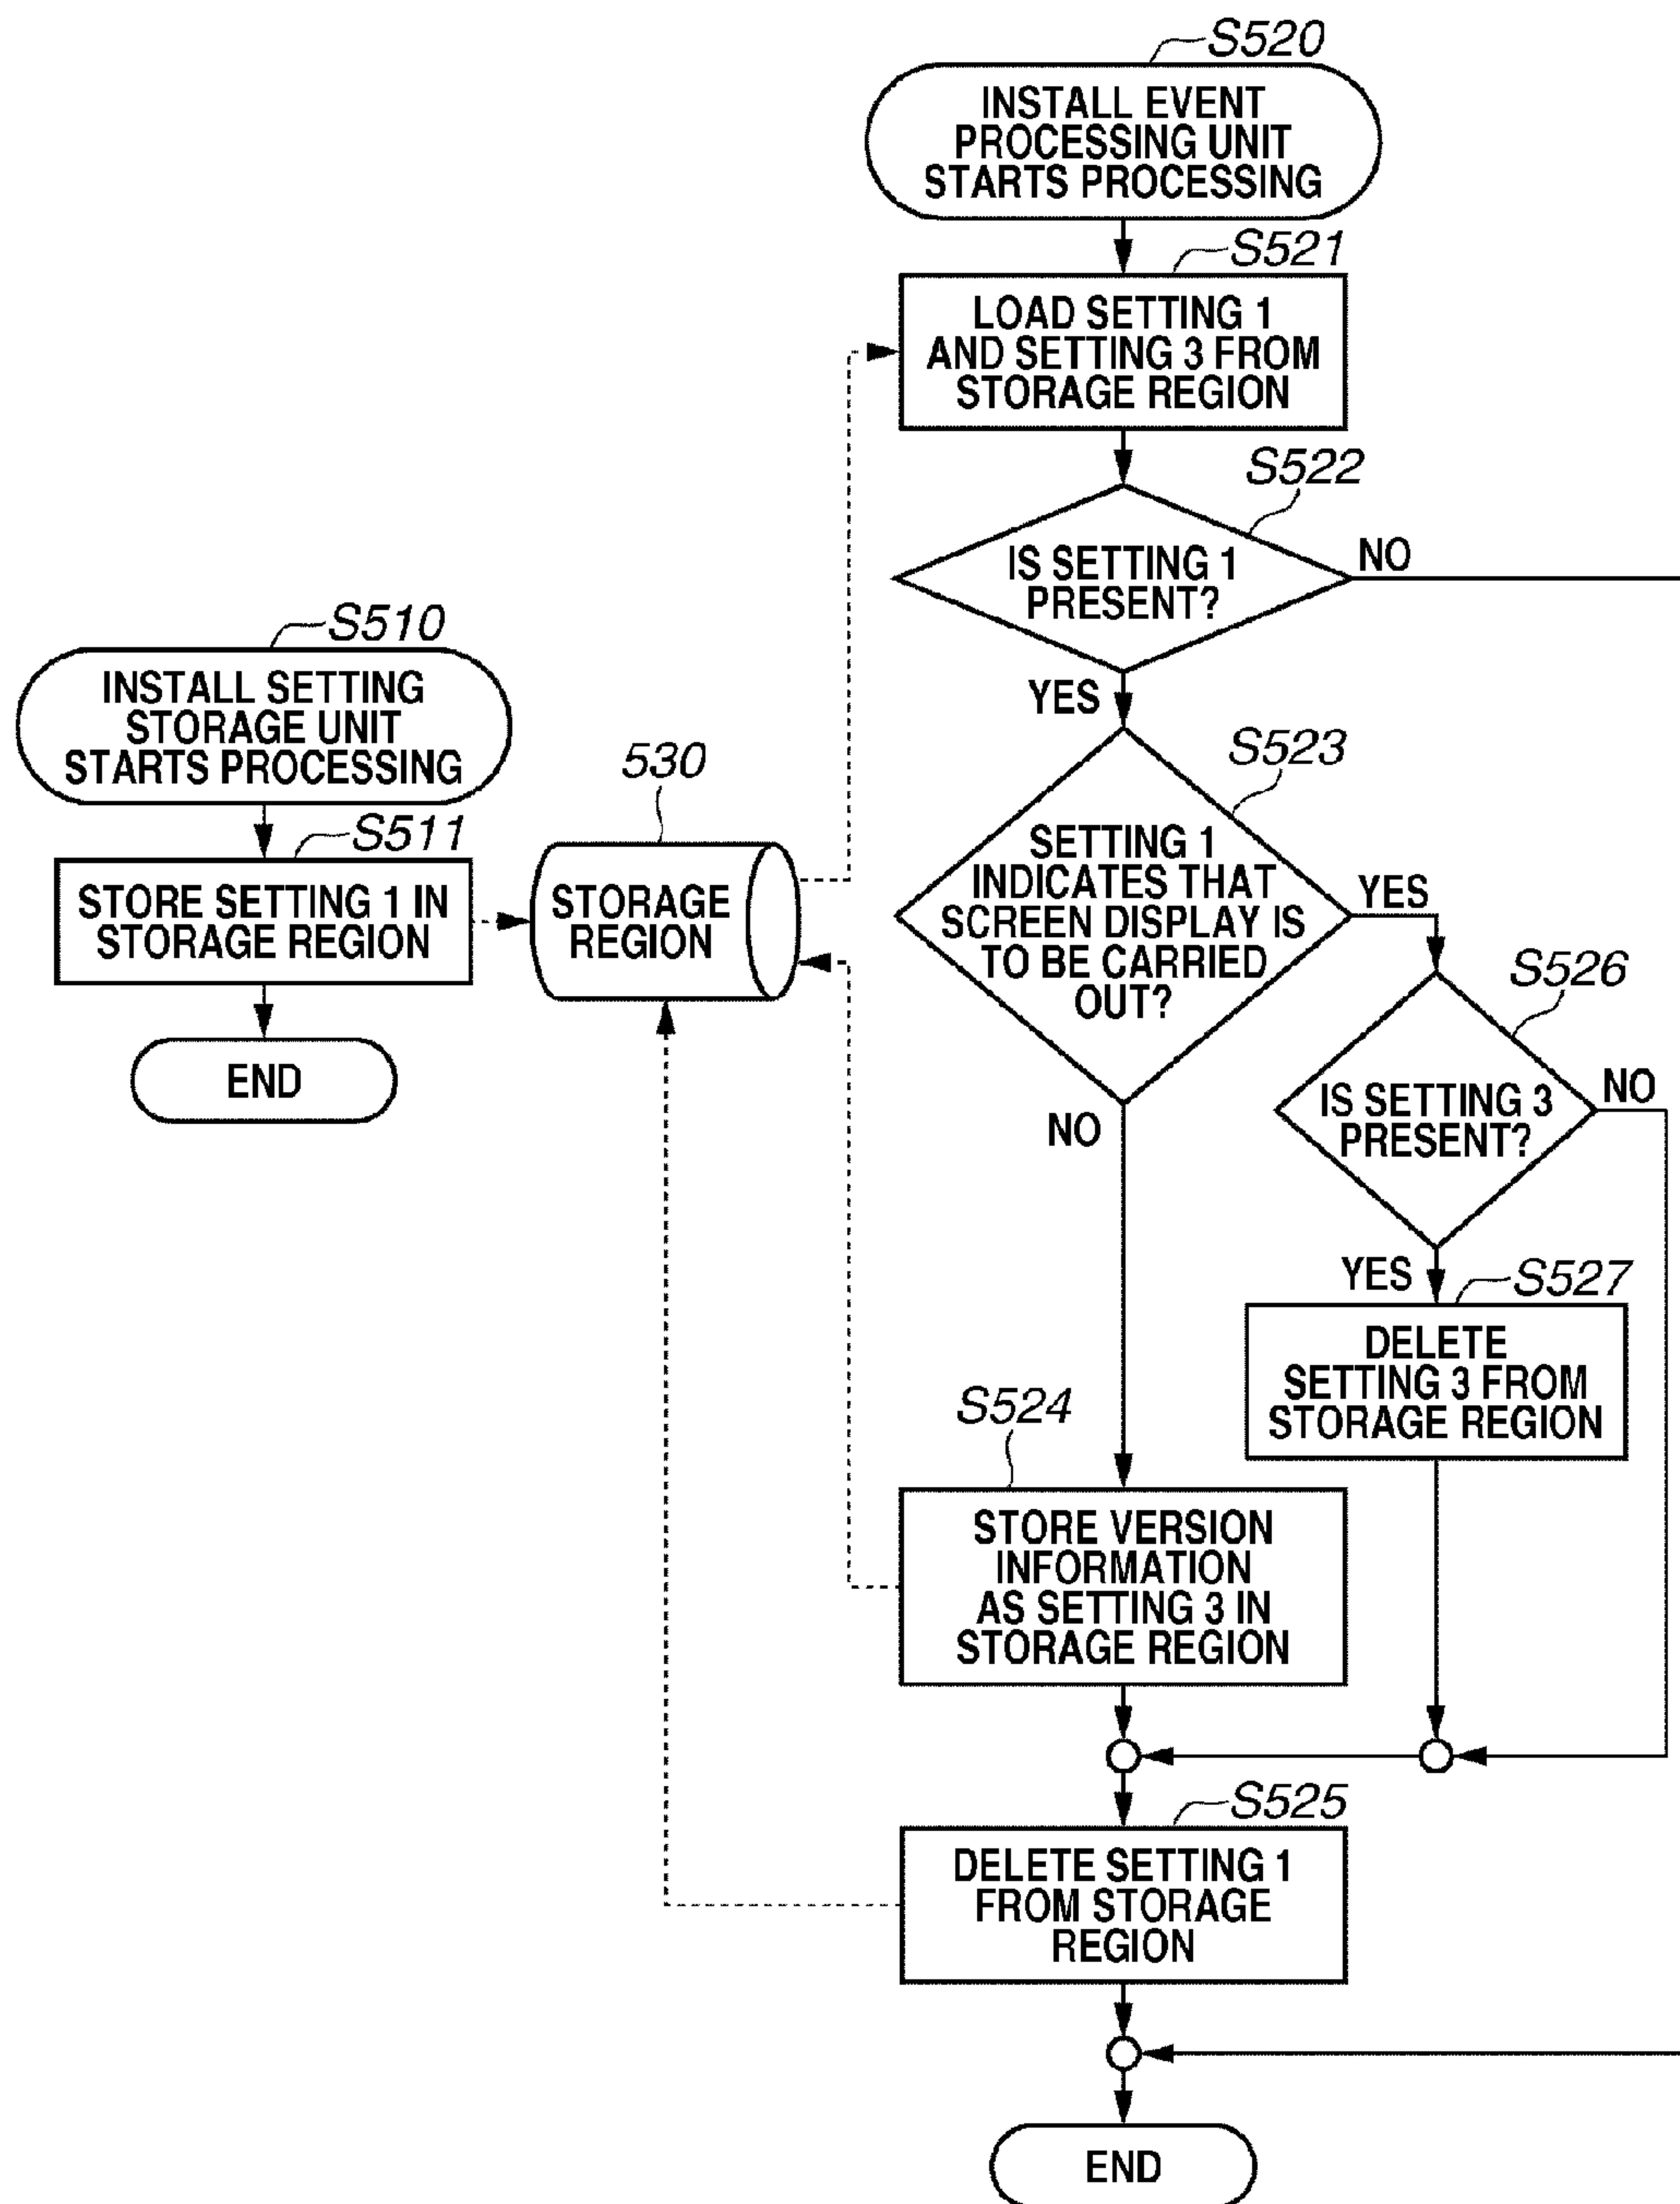 S520
INSTALL EVENT
PROCESSING UNIT
STARTS PROCESSING
S521
LOAD SETTING 1
AND SETTING 3 FROM
STORAGE REGION
S522
IS SETTING 1
PRESENT?
NO
YES
S510
INSTALL SETTING
STORAGE UNIT
STARTS PROCESSING
S511
STORE SETTING 1 IN
STORAGE REGION
END
530
STORAGE
REGION
S523
SETTING 1
INDICATES THAT
SCREEN DISPLAY IS
TO BE CARRIED
OUT?
YES
NO
S526
IS SETTING 3
PRESENT?
NO
YES
S527
DELETE
SETTING 3 FROM
STORAGE REGION
S524
STORE VERSION
INFORMATION
AS SETTING 3 IN
STORAGE REGION
S525
DELETE SETTING 1
FROM STORAGE
REGION
END